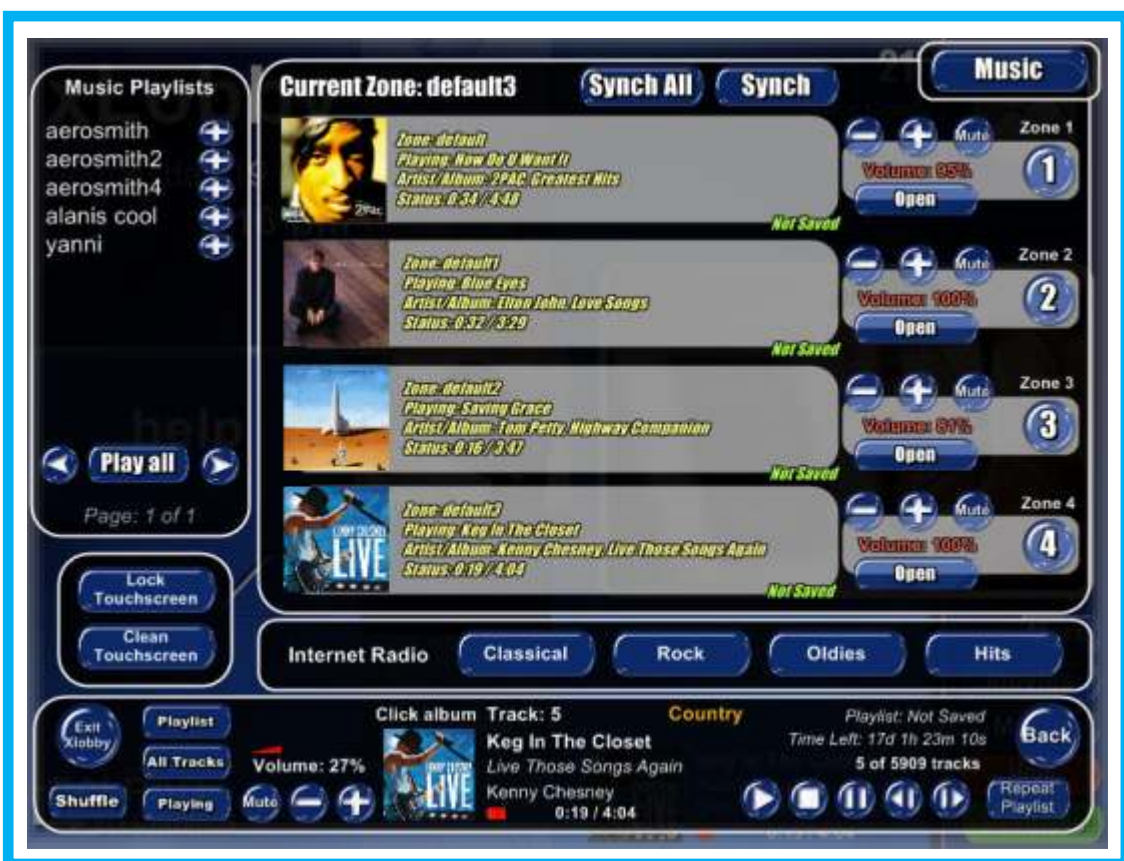 Music
Music Playlists
aerosmith
aerosmith2
aerosmith4
alanis cool
yanni
Play all
Page: 1 of 1
Lock
Touchscreen
Clean
Touchscreen
Current Zone: default3
Synch All
Synch
Zone: default
Playing: How Do U Want It
Artist/Album: 2PAC, Greatest Hits
Status: 0:34 / 4:48
Not Saved
Mute
Zone 1
Volume: 95%
Open
1
Zone: default1
Playing: Blue Eyes
Artist/Album: Elton John, Love Songs
Status: 0:32 / 3:29
Not Saved
Mute
Zone 2
Volume: 100%
Open
2
Zone: default2
Playing: Saving Grace
Artist/Album: Tom Petty, Highway Companion
Status: 0:16 / 3:47
Not Saved
Mute
Zone 3
Volume: 81%
Open
3
Zone: default3
Playing: Keg In The Closet
Artist/Album: Kenny Chesney, Live Those Songs Again
Status: 0:19 / 4:04
Not Saved
Mute
Zone 4
Volume: 100%
Open
4
Internet Radio
Classical
Rock
Oldies
Hits
Exit
Xlobby
Playlist
All Tracks
Shuffle
Playing
Volume: 27%
Mute
Click album
KENNY CHESNEY
LIVE
Track: 5
Country
Keg In The Closet
Live Those Songs Again
Kenny Chesney
0:19 / 4:04
Playlist: Not Saved
Time Left: 17d 1h 23m 10s
5 of 5909 tracks
Back
Repeat
Playlist